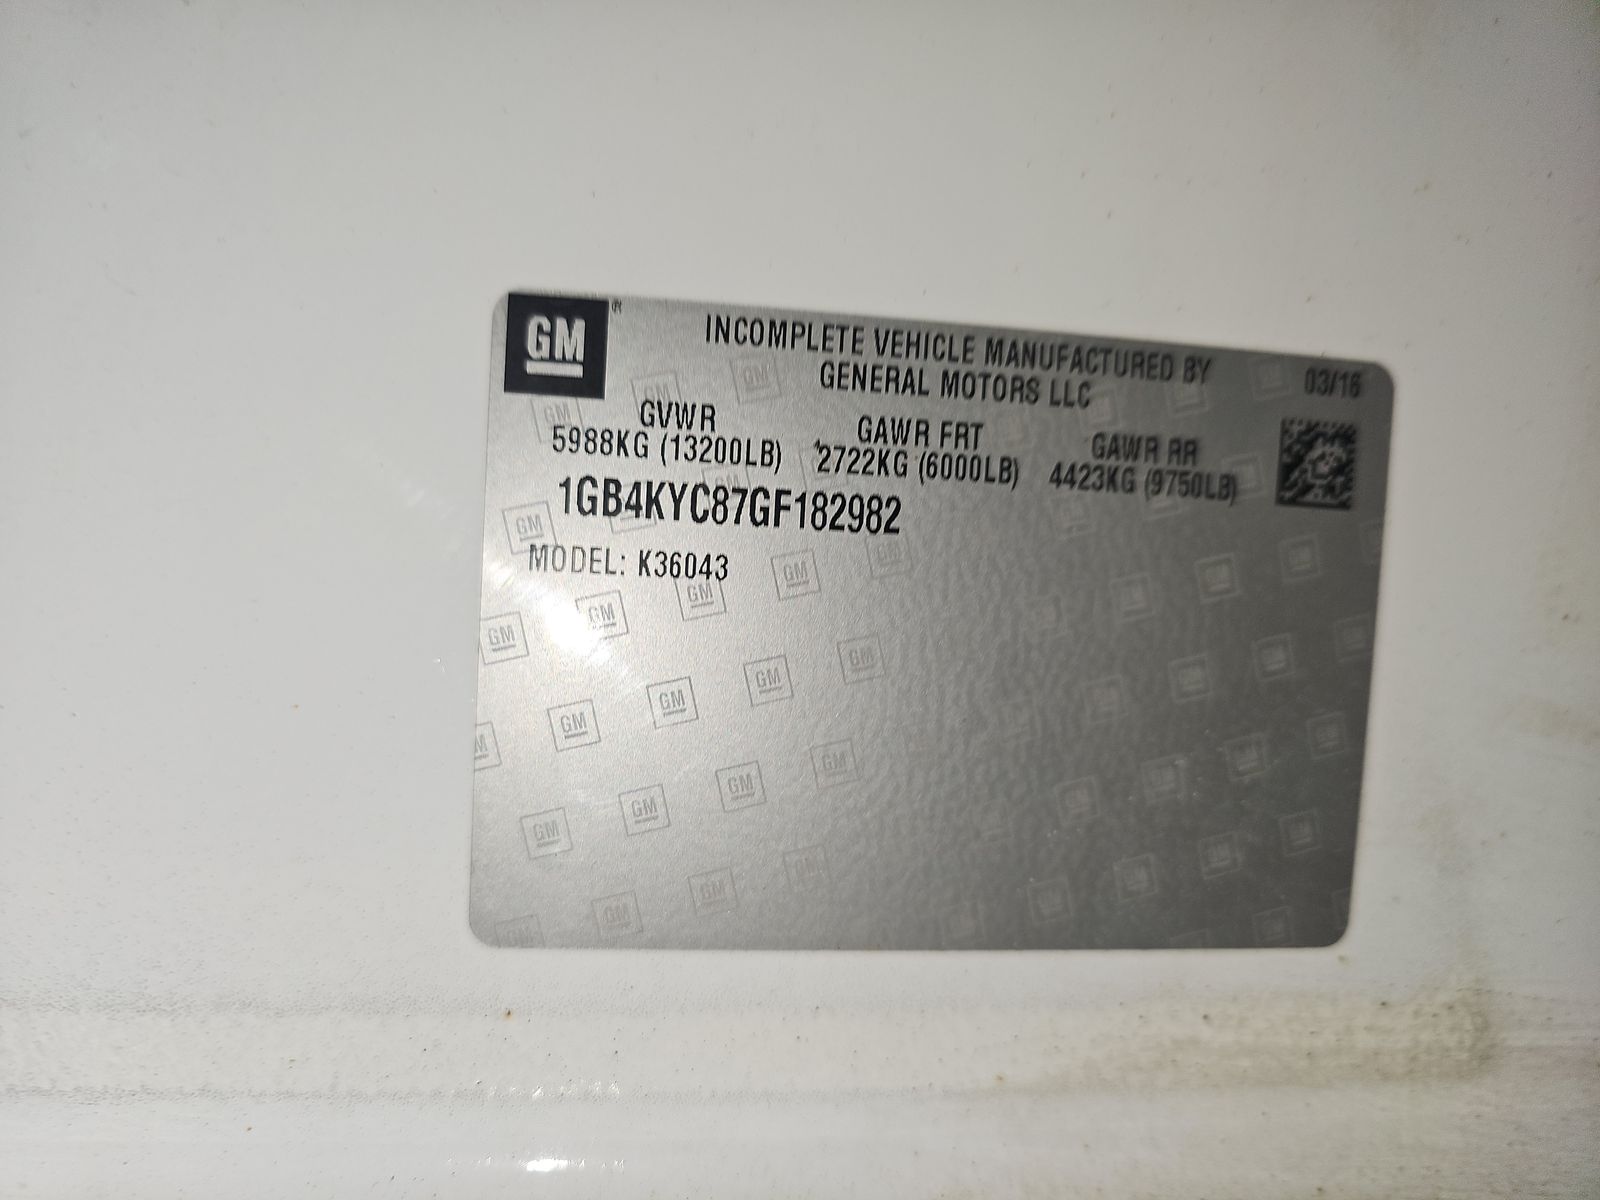 GM ®
INCOMPLETE VEHICLE MANUFACTURED BY
GENERAL MOTORS LLC
03/16
GVWR
5988KG (13200LB)
GAWR FRT
2722KG (6000LB)
GAWR RR
4423KG (9750LB)
1GB4KYC87GF182982
MODEL: K36043